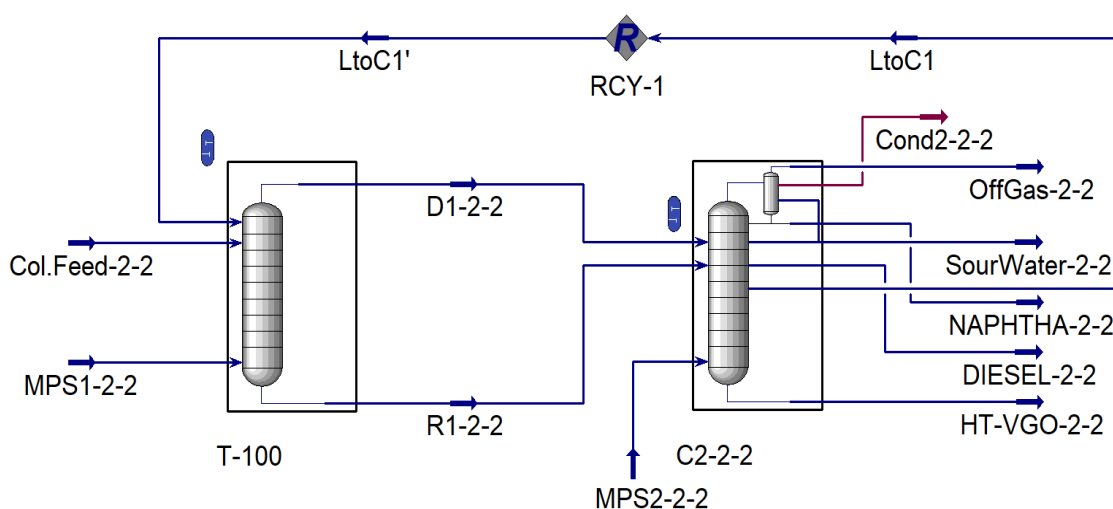 R
LtoC1'
LtoC1
RCY-1
Cond2-2-2
OffGas-2-2
D1-2-2
Col.Feed-2-2
SourWater-2-2
NAPHTHA-2-2
MPS1-2-2
DIESEL-2-2
R1-2-2
HT-VGO-2-2
T-100
C2-2-2
MPS2-2-2